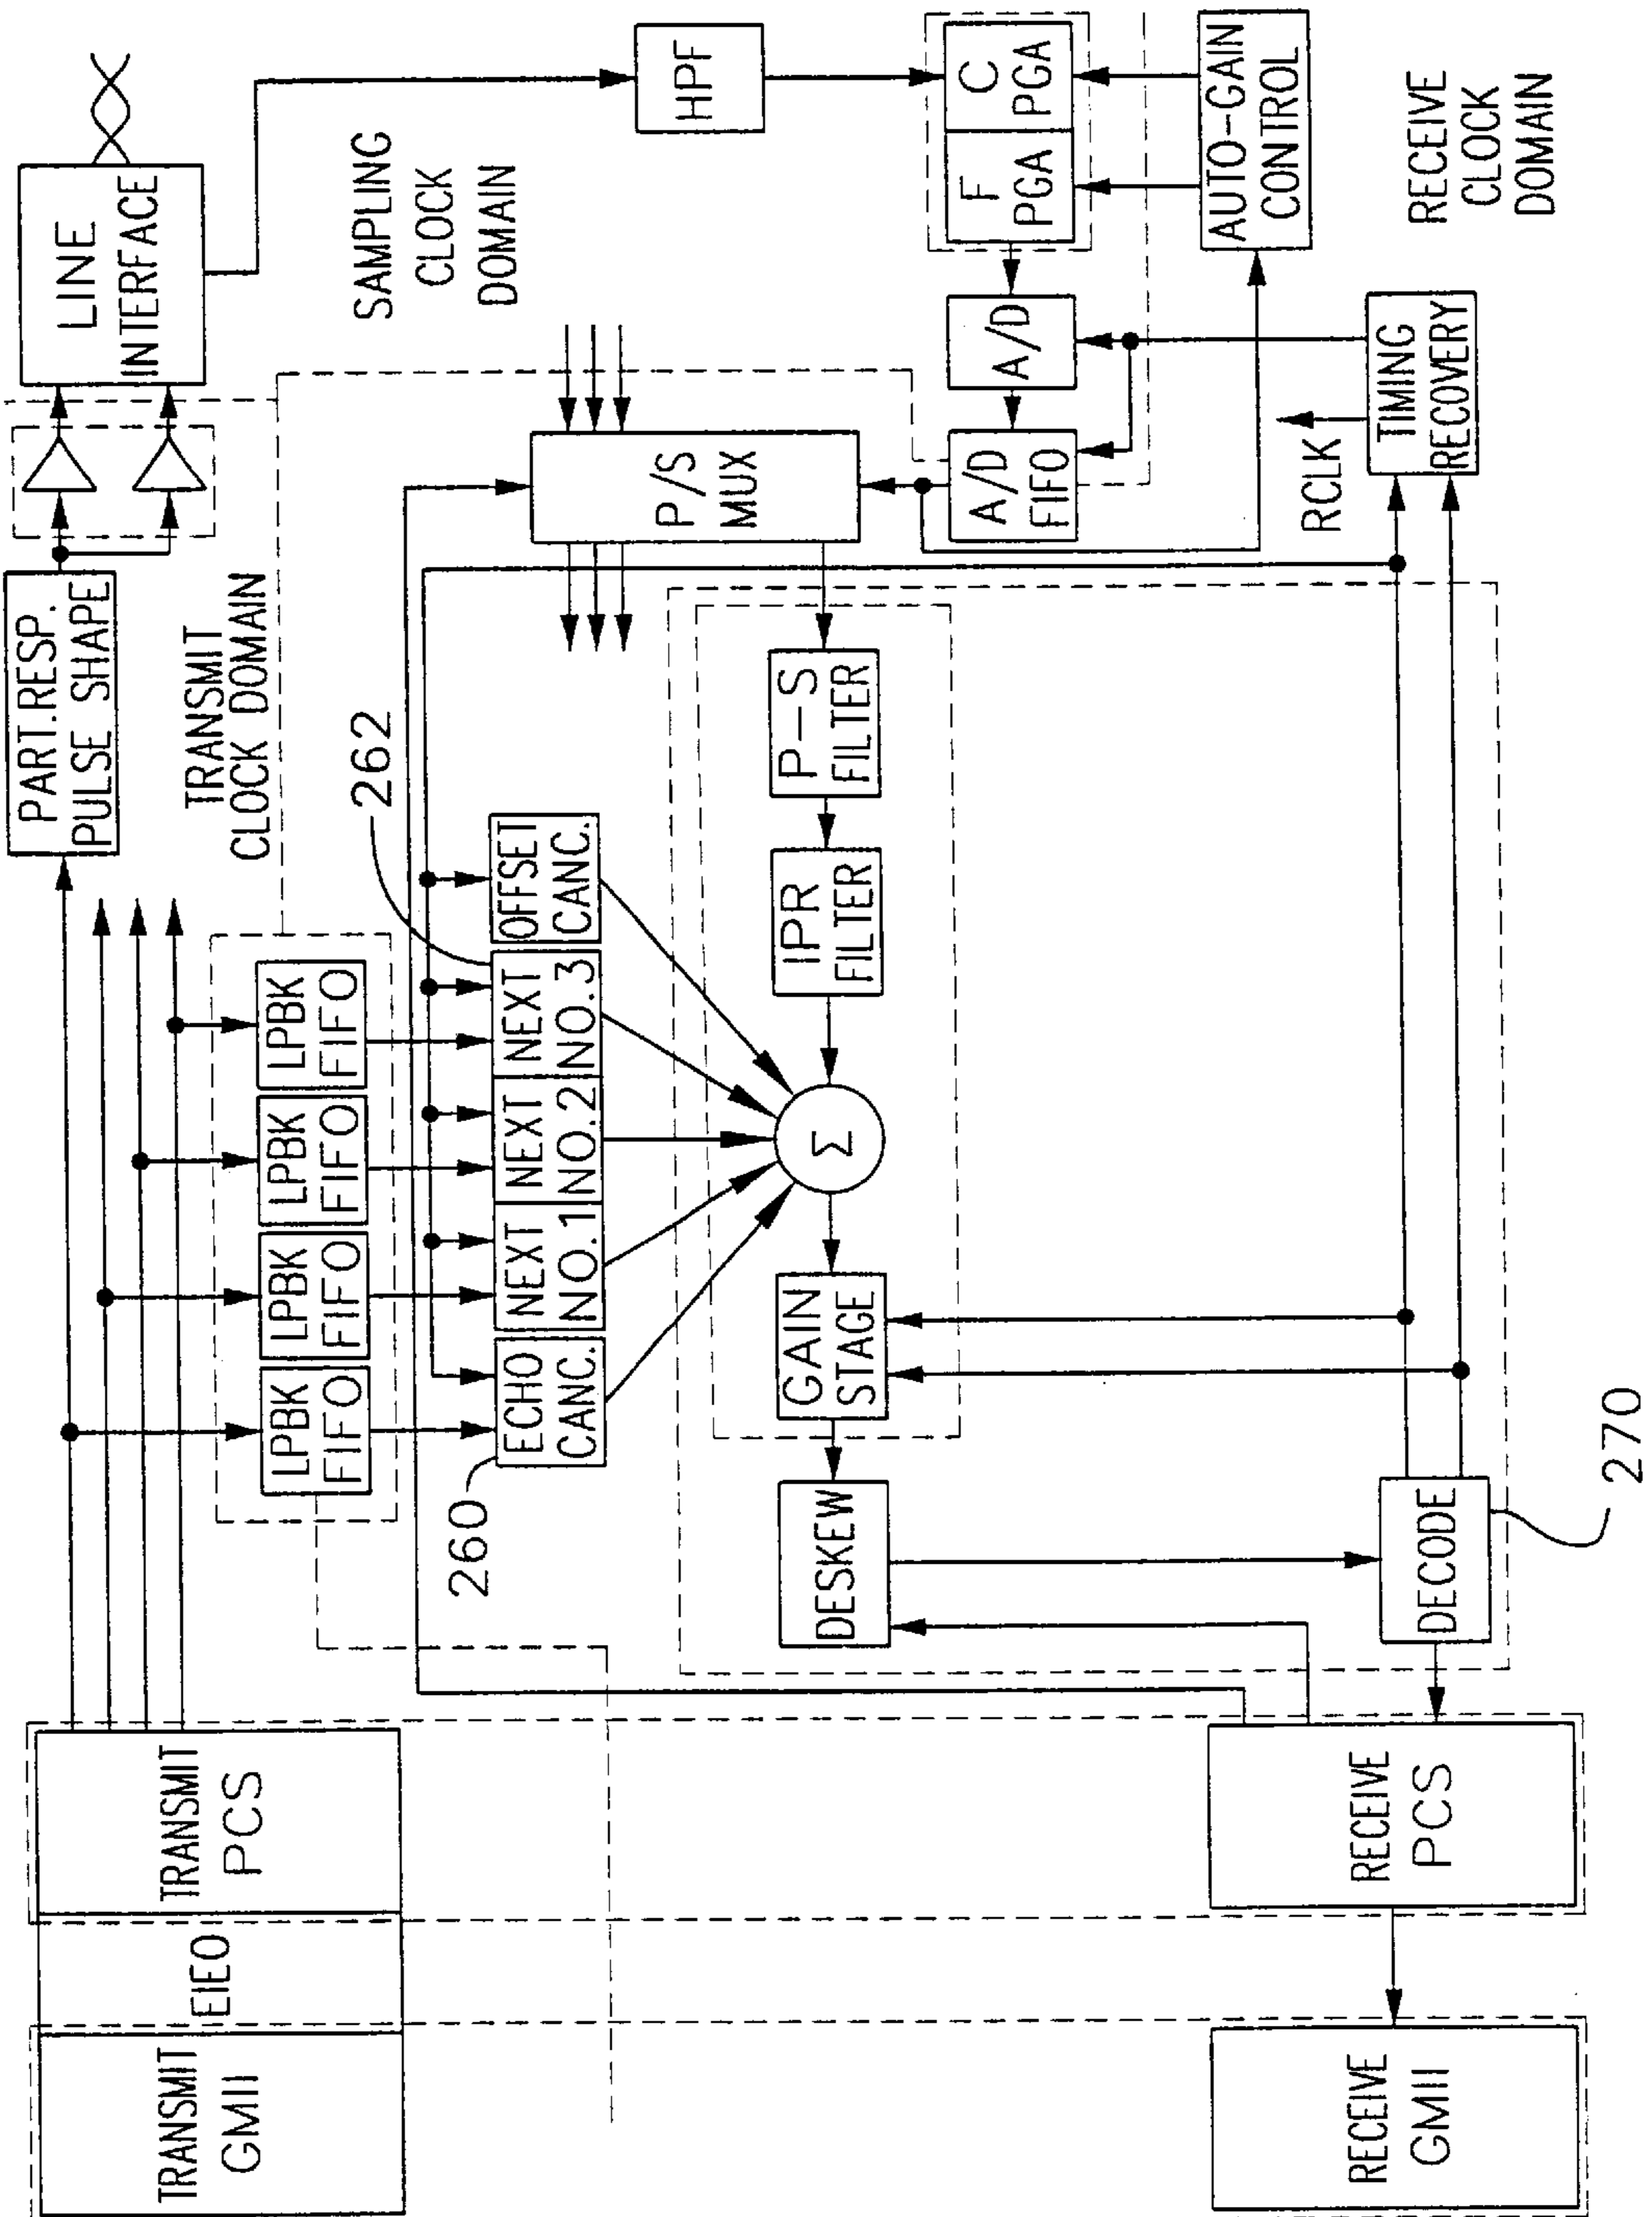 TRANSMIT
GMII
EIEO
TRANSMIT
PCS
PART.RESP.
PULSE SHAPE
LINE
INTERFACE
TRANSMIT
CLOCK DOMAIN
LPBK
FIFO
LPBK
FIFO
LPBK
FIFO
LPBK
FIFO
260
262
ECHO
CANC.
NEXT
NO.1
NEXT
NO.2
NEXT
NO.3
OFFSET
CANC.
SAMPLING
CLOCK
DOMAIN
P/S
MUX
HPF
DESKEW
GAIN
STAGE
Σ
IPR
FILTER
P-S
FILTER
A/D
FIFO
A/D
F
PGA
C
PGA
AUTO-GAIN
CONTROL
RCLK
TIMING
RECOVERY
RECEIVE
CLOCK
DOMAIN
RECEIVE
GMII
RECEIVE
PCS
DECODE
270